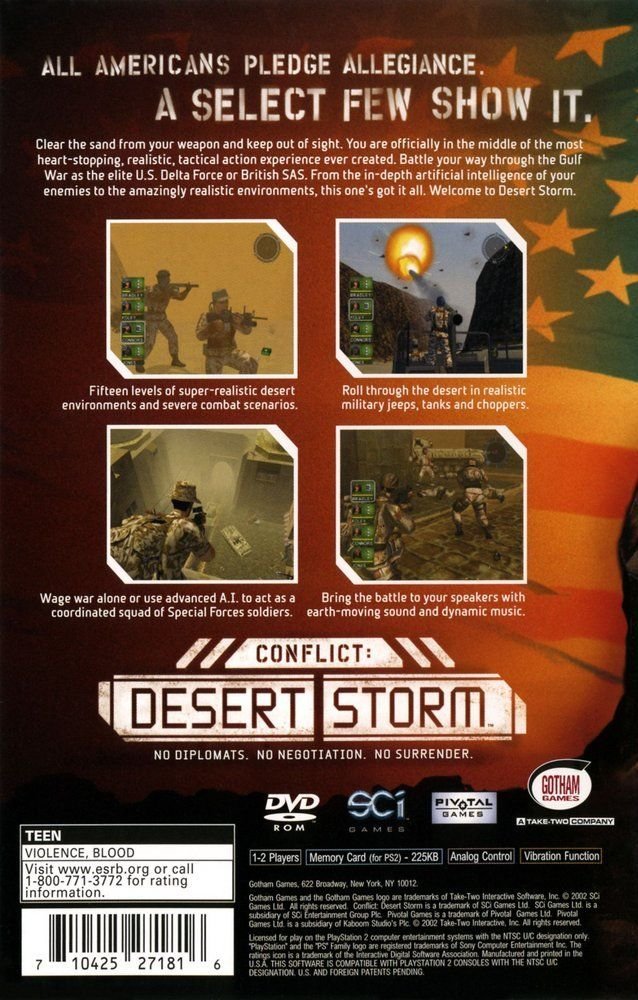 ALL AMERICANS PLEDGE ALLEGIANCE.
A SELECT FEW SHOW IT.
Clear the sand from your weapon and keep out of sight. You are officially in the middle of the most
heart-stopping, realistic, tactical action experience ever created. Battle your way through the Gulf
War as the elite U.S. Delta Force or British SAS. From the in-depth artificial intelligence of your
enemies to the amazingly realistic environments, this one's got it all. Welcome to Desert Storm.
BRADLEY
FOLEY
CONNORS
JONES
BRADLEY
FOLEY
CONNORS
Fifteen levels of super-realistic desert
environments and severe combat scenarios.
Roll through the desert in realistic
military jeeps, tanks and choppers.
BRADLEY
FOLEY
CONNORS
Wage war alone or use advanced A.I. to act as a
coordinated squad of Special Forces soldiers.
Bring the battle to your speakers with
earth-moving sound and dynamic music.
CONFLICT:
DESERT STORM™
NO DIPLOMATS. NO NEGOTIATION. NO SURRENDER.
DVD
ROM
SCi
GAMES
PIVOTAL
GAMES
GOTHAM
GAMES
A TAKE-TWO COMPANY
TEEN
VIOLENCE, BLOOD
Visit www.esrb.org or call
1-800-771-3772 for rating
information.
1-2 Players
Memory Card (for PS2) - 225KB
Analog Control
Vibration Function
Gotham Games, 622 Broadway, New York, NY 10012.
Gotham Games and the Gotham Games logo are trademarks of Take-Two Interactive Software, Inc. © 2002 SCi
Games Ltd. All rights reserved. Conflict: Desert Storm is a trademark of SCi Games Ltd. SCi Games Ltd. is a
subsidiary of SCi Entertainment Group Plc. Pivotal Games is a trademark of Pivotal Games Ltd. Pivotal
Games Ltd. is a subsidiary of Kaboom Studio's Plc. © 2002 Take-Two Interactive, Inc. All rights reserved.
Licensed for play on the PlayStation 2 computer entertainment systems with the NTSC U/C designation only.
"PlayStation" and the "PS" Family logo are registered trademarks of Sony Computer Entertainment Inc. The
ratings icon is a trademark of the Interactive Digital Software Association. Manufactured and printed in the
U.S.A. THIS SOFTWARE IS COMPATIBLE WITH PLAYSTATION 2 CONSOLES WITH THE NTSC U/C
DESIGNATION. U.S. AND FOREIGN PATENTS PENDING.
7 10425 27181 6